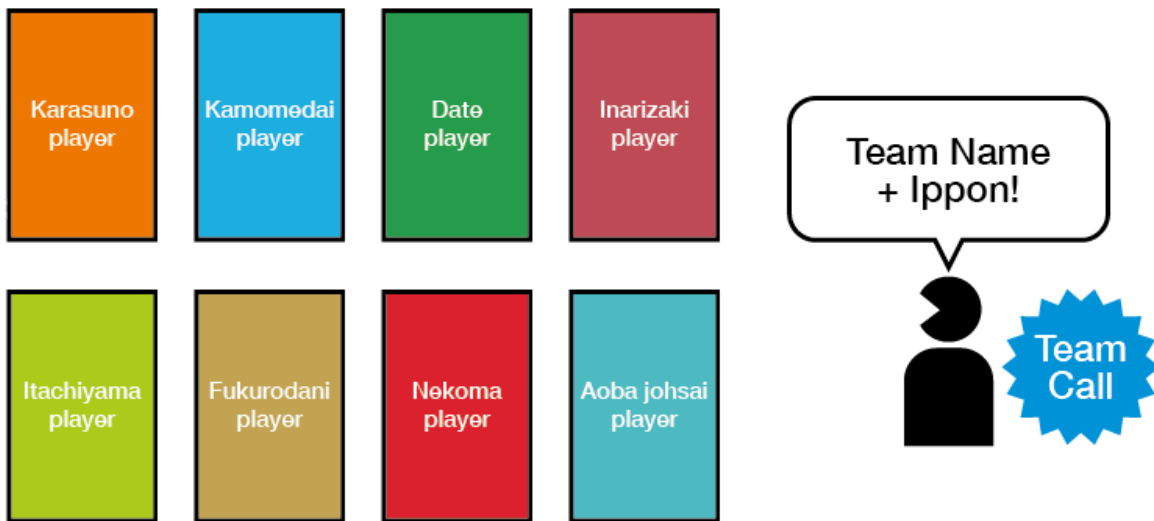 Karasuno
player
Kamomedai
player
Date
player
Inarizaki
player
Itachiyama
player
Fukurodani
player
Nekoma
player
Aoba johsai
player
Team Name
+ Ippon!
Team
Call